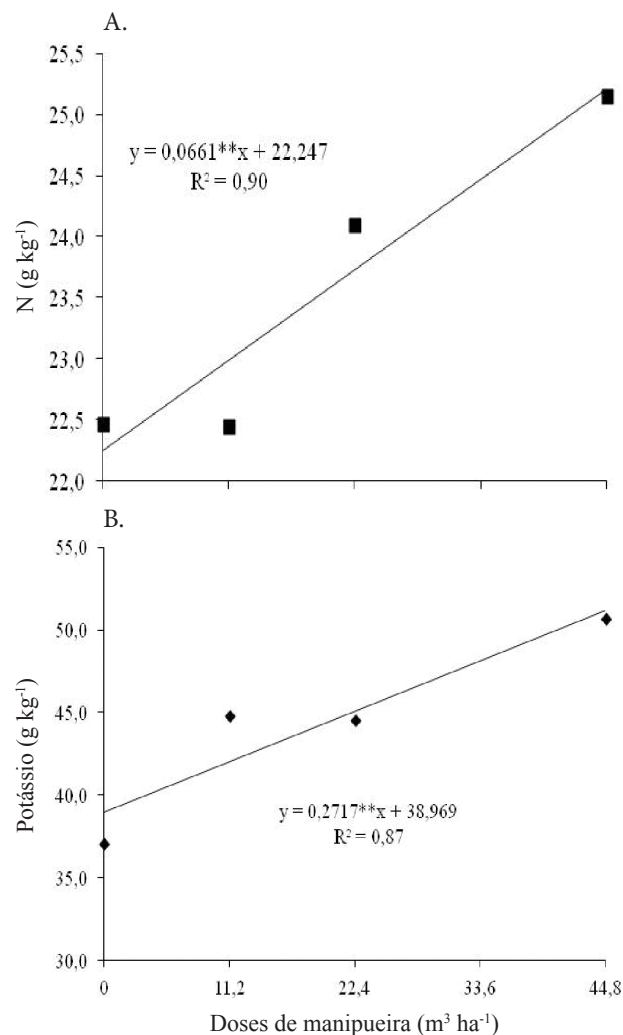 A.
25,5
25,0
24,5
24,0
23,5
23,0
22,5
22,0
N (g kg⁻¹)
y = 0,0661**x + 22,247
R² = 0,90
B.
55,0
50,0
45,0
40,0
35,0
30,0
Potássio (g kg⁻¹)
y = 0,2717**x + 38,969
R² = 0,87
0 11,2 22,4 33,6 44,8
Doses de manipueira (m³ ha⁻¹)